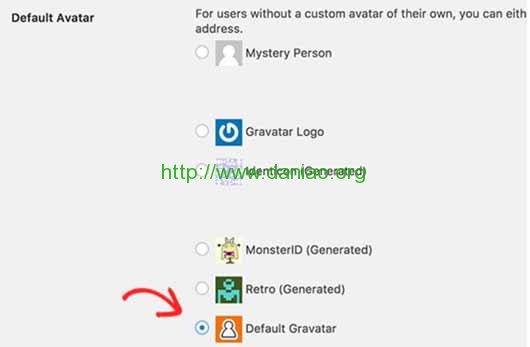 Default Avatar
For users without a custom avatar of their own, you can eith
address.
Mystery Person
Gravatar Logo
Identicon (Generated)
http://www.daniao.org
MonsterID (Generated)
Retro (Generated)
Default Gravatar